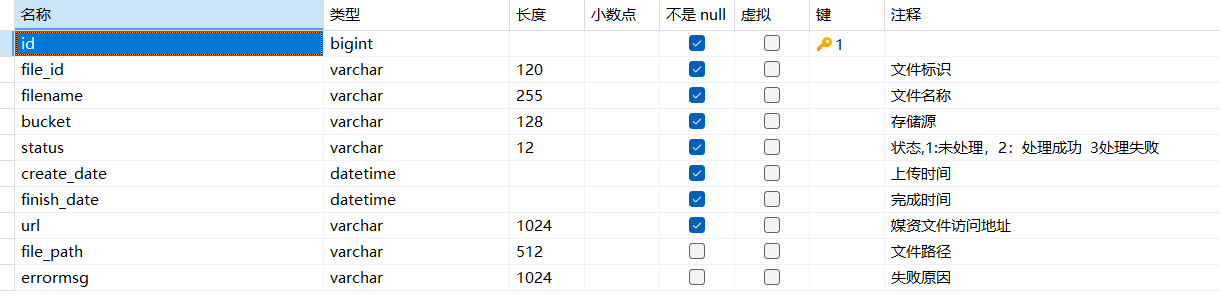 名称 类型 长度 小数点 不是 null 虚拟 键 注释
id bigint 1
file_id varchar 120 文件标识
filename varchar 255 文件名称
bucket varchar 128 存储源
status varchar 12 状态,1:未处理，2：处理成功 3处理失败
create_date datetime 上传时间
finish_date datetime 完成时间
url varchar 1024 媒资文件访问地址
file_path varchar 512 文件路径
errormsg varchar 1024 失败原因